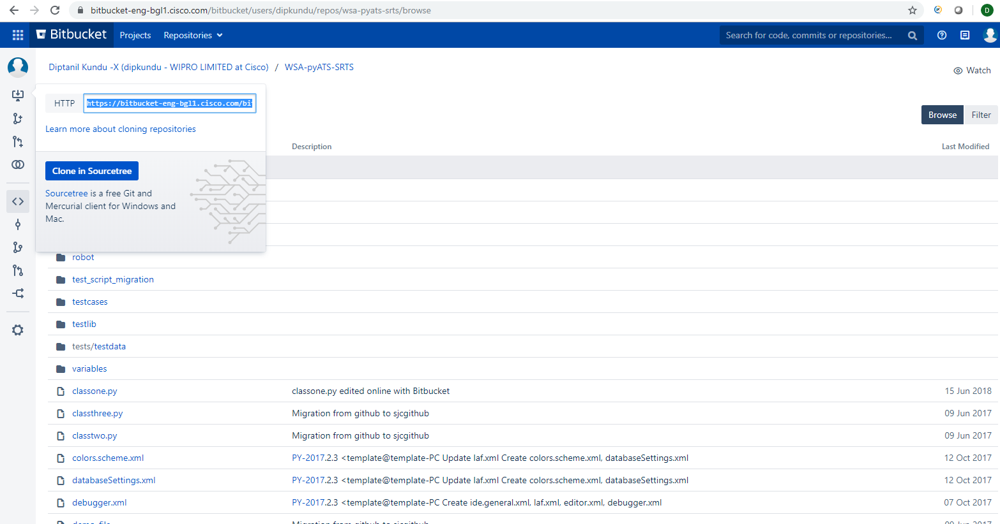 bitbucket-eng-bgl1.cisco.com/bitbucket/users/dipkundu/repos/wsa-pyats-srts/browse
D
Bitbucket Projects Repositories Search for code, commits or repositories...
Diptanil Kundu -X (dipkundu - WIPRO LIMITED at Cisco) / WSA-pyATS-SRTS
Watch
HTTP https://bitbucket-eng-bgl1.cisco.com/bi
Browse Filter
Learn more about cloning repositories
Description Last Modified
Clone in Sourcetree
Sourcetree is a free Git and
Mercurial client for Windows and
Mac.
robot
test_script_migration
testcases
testlib
tests/testdata
variables
classone.py classone.py edited online with Bitbucket 15 Jun 2018
classthree.py Migration from github to sjcgithub 09 Jun 2017
classtwo.py Migration from github to sjcgithub 09 Jun 2017
colors.scheme.xml PY-2017.2.3 <template@template-PC Update laf.xml Create colors.scheme.xml, databaseSettings.xml 12 Oct 2017
databaseSettings.xml PY-2017.2.3 <template@template-PC Update laf.xml Create colors.scheme.xml, databaseSettings.xml 12 Oct 2017
debugger.xml PY-2017.2.3 <template@template-PC Create ide.general.xml, laf.xml, editor.xml, debugger.xml 07 Oct 2017